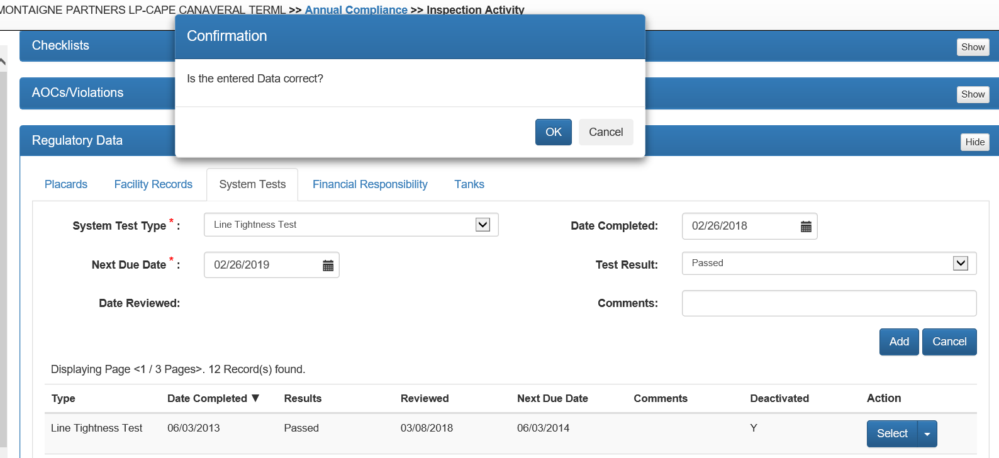 MONTAIGNE PARTNERS LP-CAPE CANAVERAL TERML >> Annual Compliance >> Inspection Activity
Confirmation
Is the entered Data correct?
OK Cancel
Checklists Show
AOCs/Violations Show
Regulatory Data Hide
Placards Facility Records System Tests Financial Responsibility Tanks
System Test Type * : Line Tightness Test Date Completed: 02/26/2018
Next Due Date * : 02/26/2019 Test Result: Passed
Date Reviewed: Comments:
Add Cancel
Displaying Page <1 / 3 Pages>. 12 Record(s) found.
Type Date Completed ▼ Results Reviewed Next Due Date Comments Deactivated Action
Line Tightness Test 06/03/2013 Passed 03/08/2018 06/03/2014 Y Select